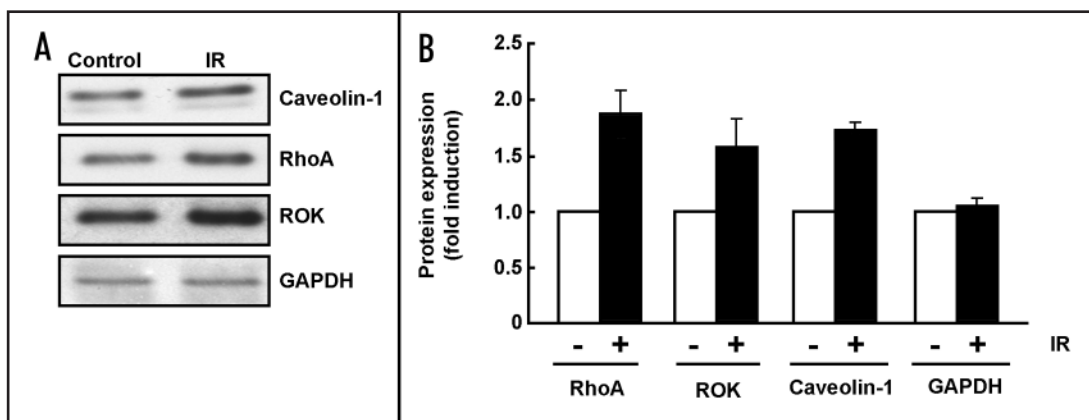 A
Control IR
Caveolin-1
RhoA
ROK
GAPDH
B
Protein expression
(fold induction)
2.5
2.0
1.5
1.0
0.5
0
- + - + - + - + IR
RhoA ROK Caveolin-1 GAPDH